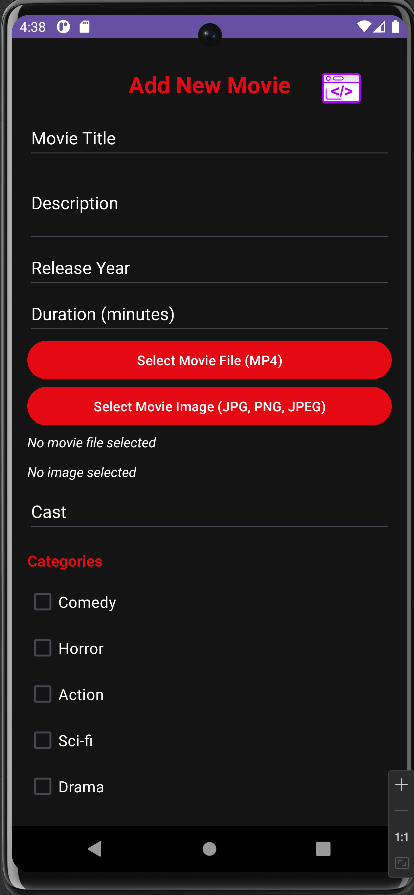 4:38
Add New Movie
</>
Movie Title
Description
Release Year
Duration (minutes)
Select Movie File (MP4)
Select Movie Image (JPG, PNG, JPEG)
No movie file selected
No image selected
Cast
Categories
Comedy
Horror
Action
Sci-fi
Drama
1:1